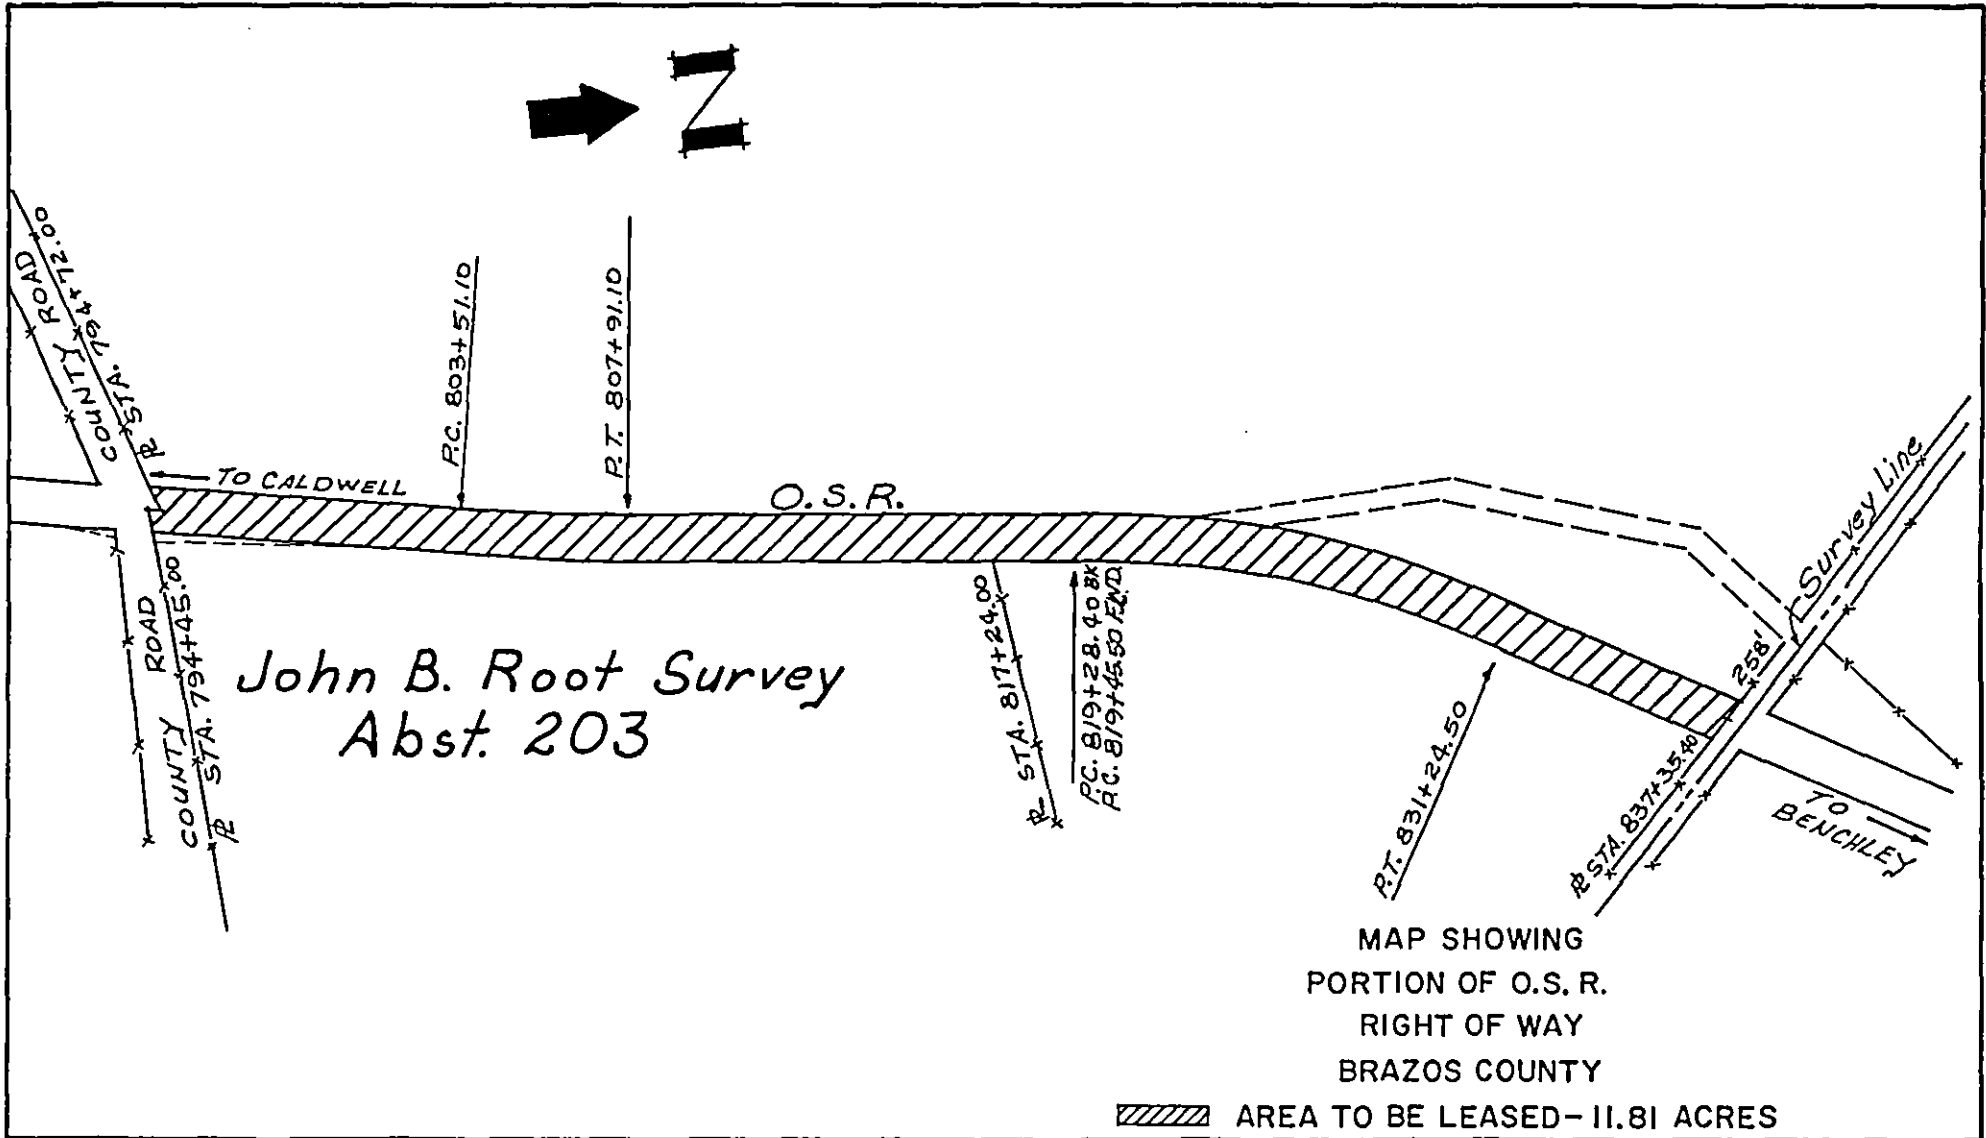 N
COUNTY ROAD
℄ STA. 794+72.00
P.C. 803+51.10
P.T. 807+91.10
TO CALDWELL
O.S.R.
Survey Line
258'
COUNTY ROAD
℄ STA. 794+45.00
John B. Root Survey
Abst. 203
℄ STA. 817+24.00
P.C. 819+28.40 BK
P.C. 819+45.50 FWD.
P.T. 831+24.50
℄ STA. 837+35.40
TO
BENCHLEY
MAP SHOWING
PORTION OF O.S.R.
RIGHT OF WAY
BRAZOS COUNTY
AREA TO BE LEASED-11.81 ACRES